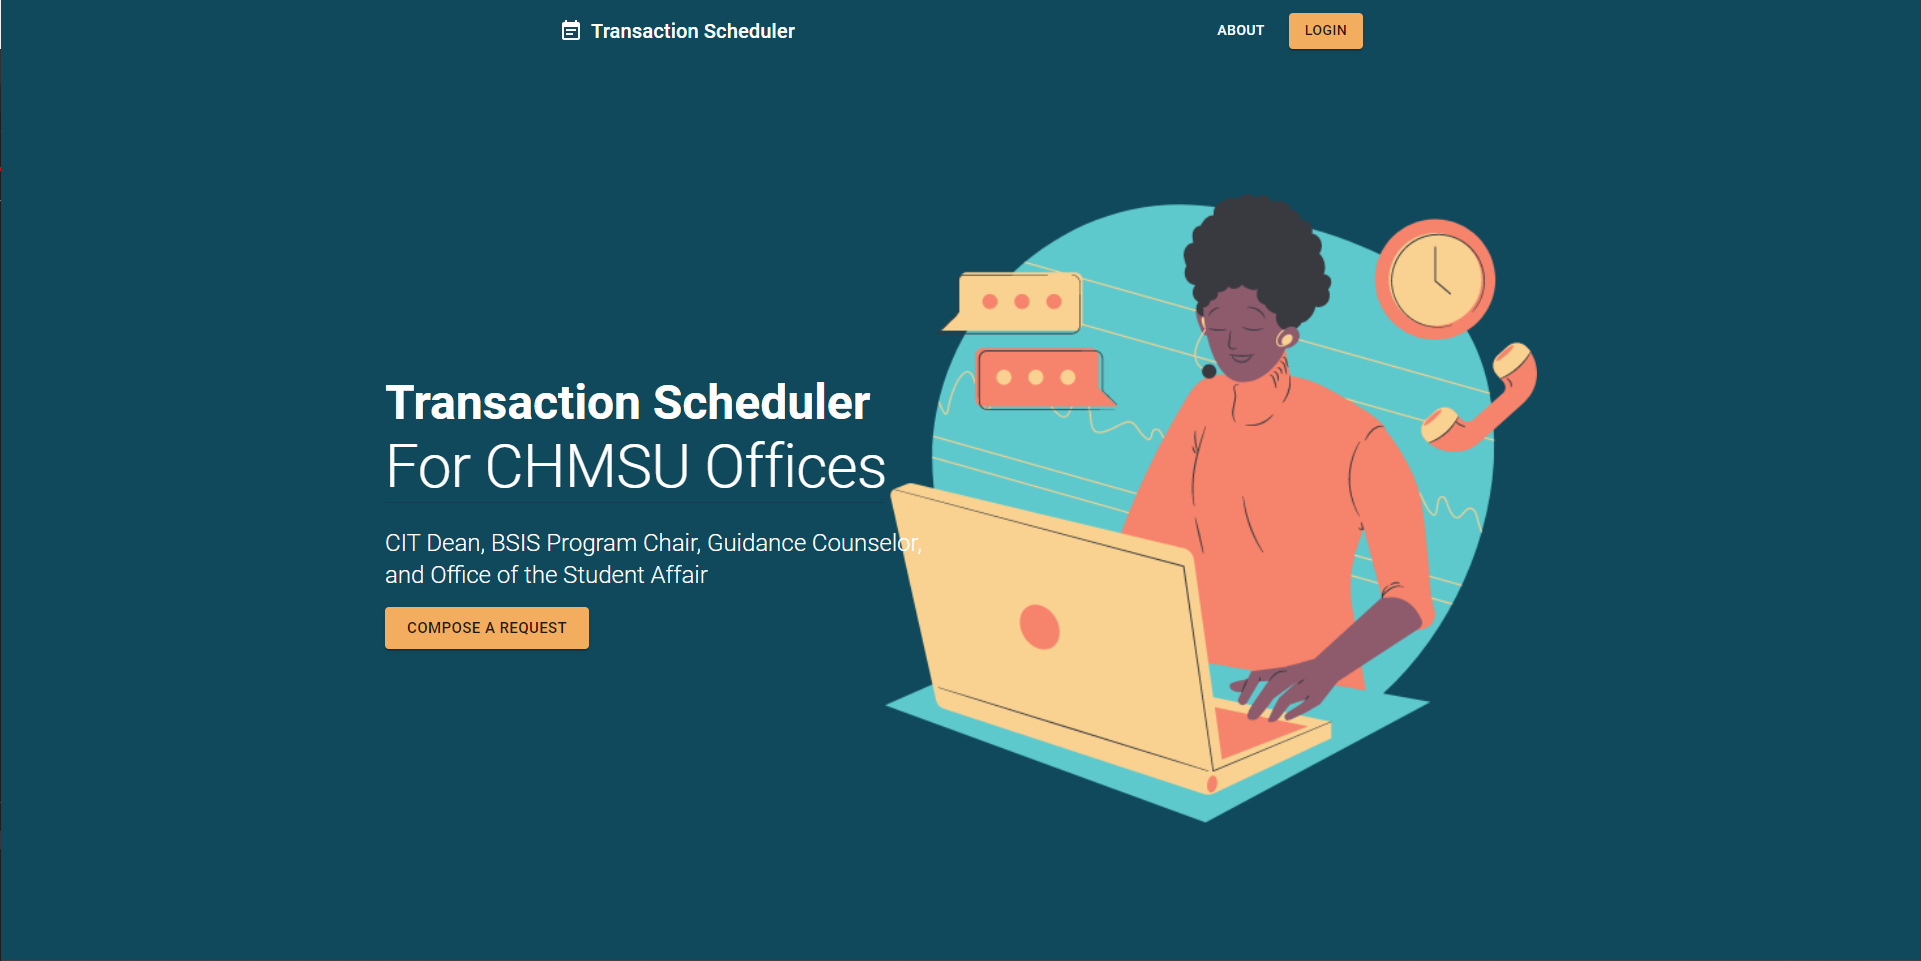 Transaction Scheduler
ABOUT
LOGIN
Transaction Scheduler
For CHMSU Offices
CIT Dean, BSIS Program Chair, Guidance Counselor,
and Office of the Student Affair
COMPOSE A REQUEST